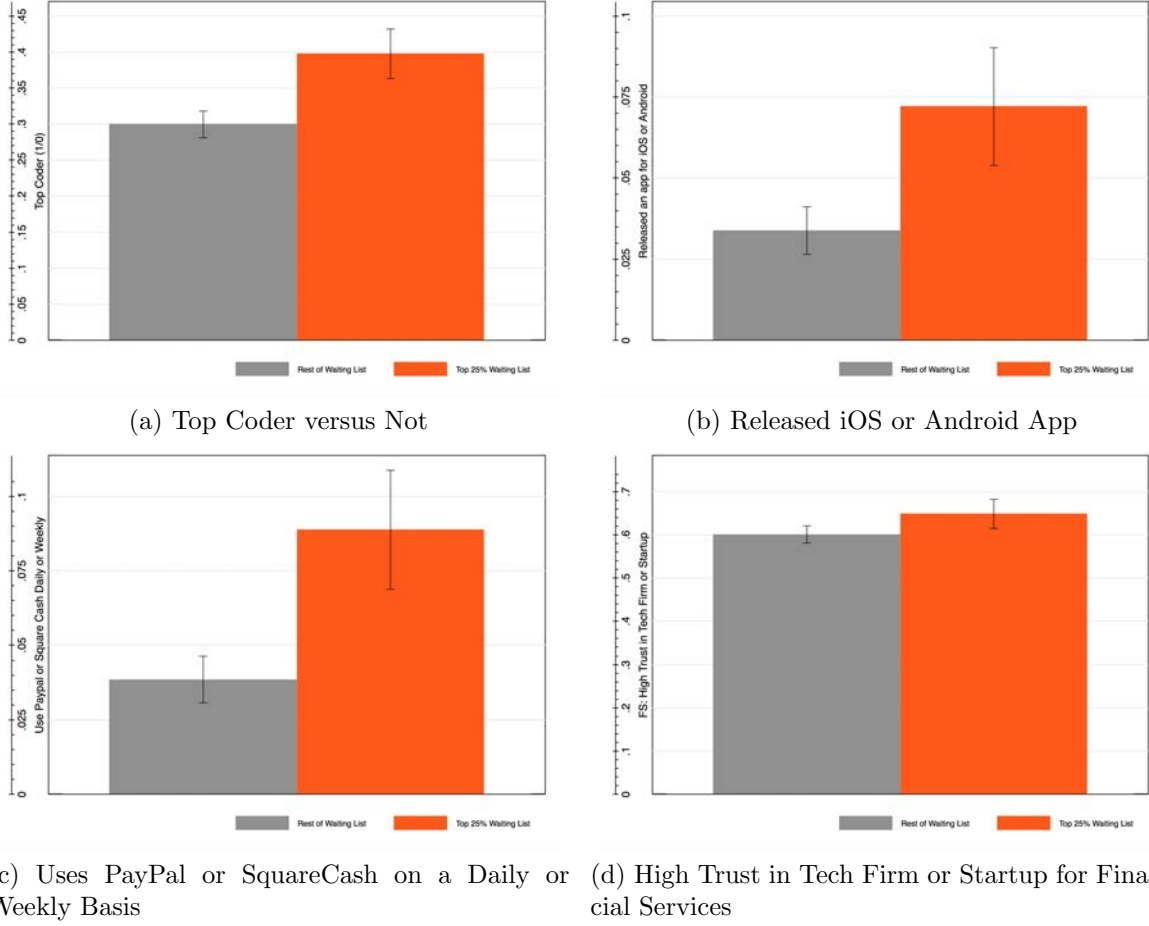 .45
.4
.35
.3
.25
.2
.15
.1
.05
0
Top Coder (1/0)
Rest of Waiting List Top 25% Waiting List
(a) Top Coder versus Not
.1
.075
.05
.025
0
Released an app for iOS or Android
Rest of Waiting List Top 25% Waiting List
(b) Released iOS or Android App
.1
.075
.05
.025
0
Use Paypal or Square Cash Daily or Weekly
Rest of Waiting List Top 25% Waiting List
c) Uses PayPal or SquareCash on a Daily or
Weekly Basis
.7
.6
.5
.4
.3
.2
.1
0
FS: High Trust in Tech Firm or Startup
Rest of Waiting List Top 25% Waiting List
(d) High Trust in Tech Firm or Startup for Fina
cial Services